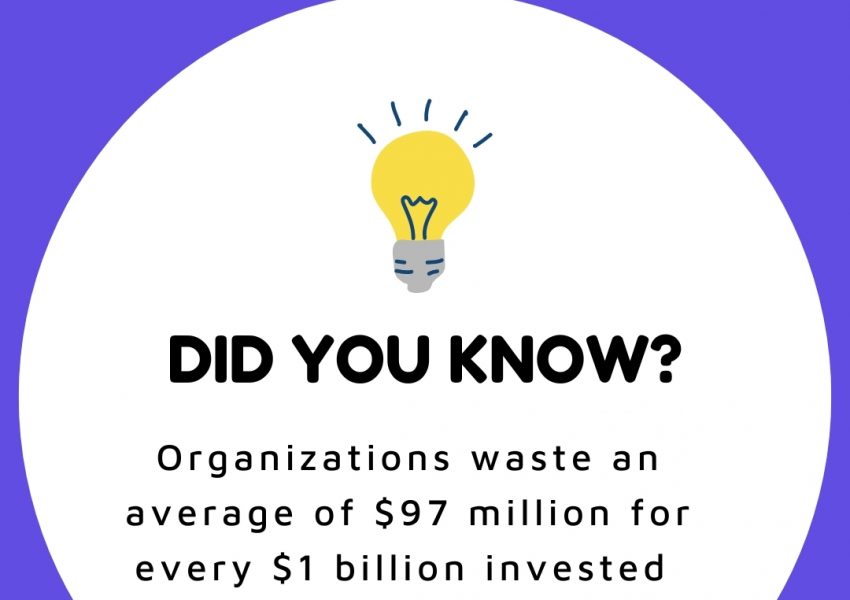 DID YOU KNOW?
Organizations waste an
average of $97 million for
every $1 billion invested